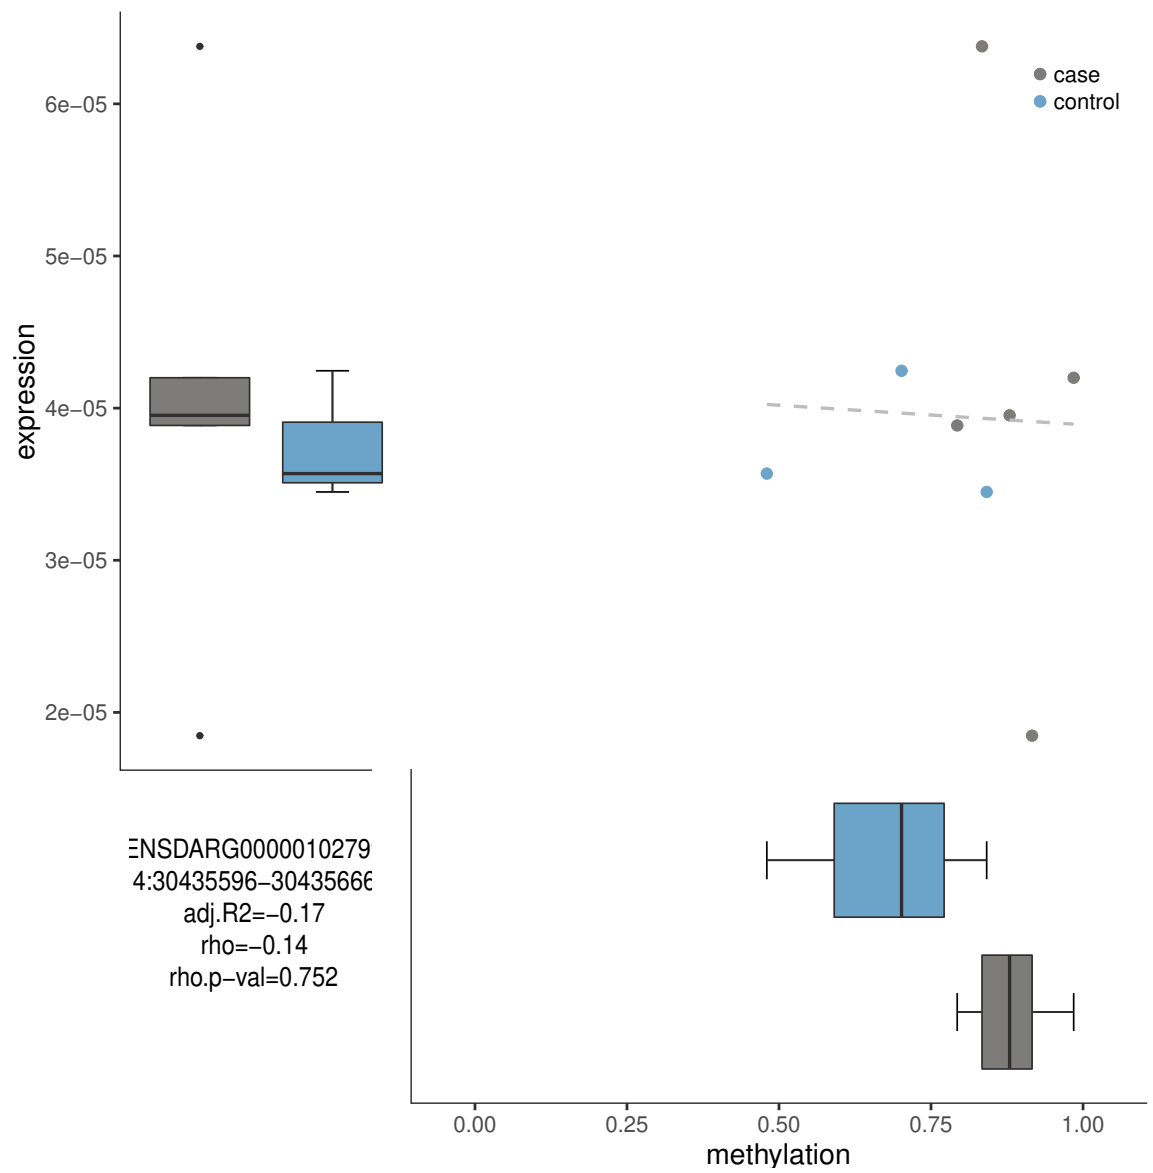 case
control
6e−05
5e−05
4e−05
3e−05
2e−05
expression
ENSDARG0000010279
4:30435596−30435666
adj.R2=−0.17
rho=−0.14
rho.p−val=0.752
0.00 0.25 0.50 0.75 1.00
methylation